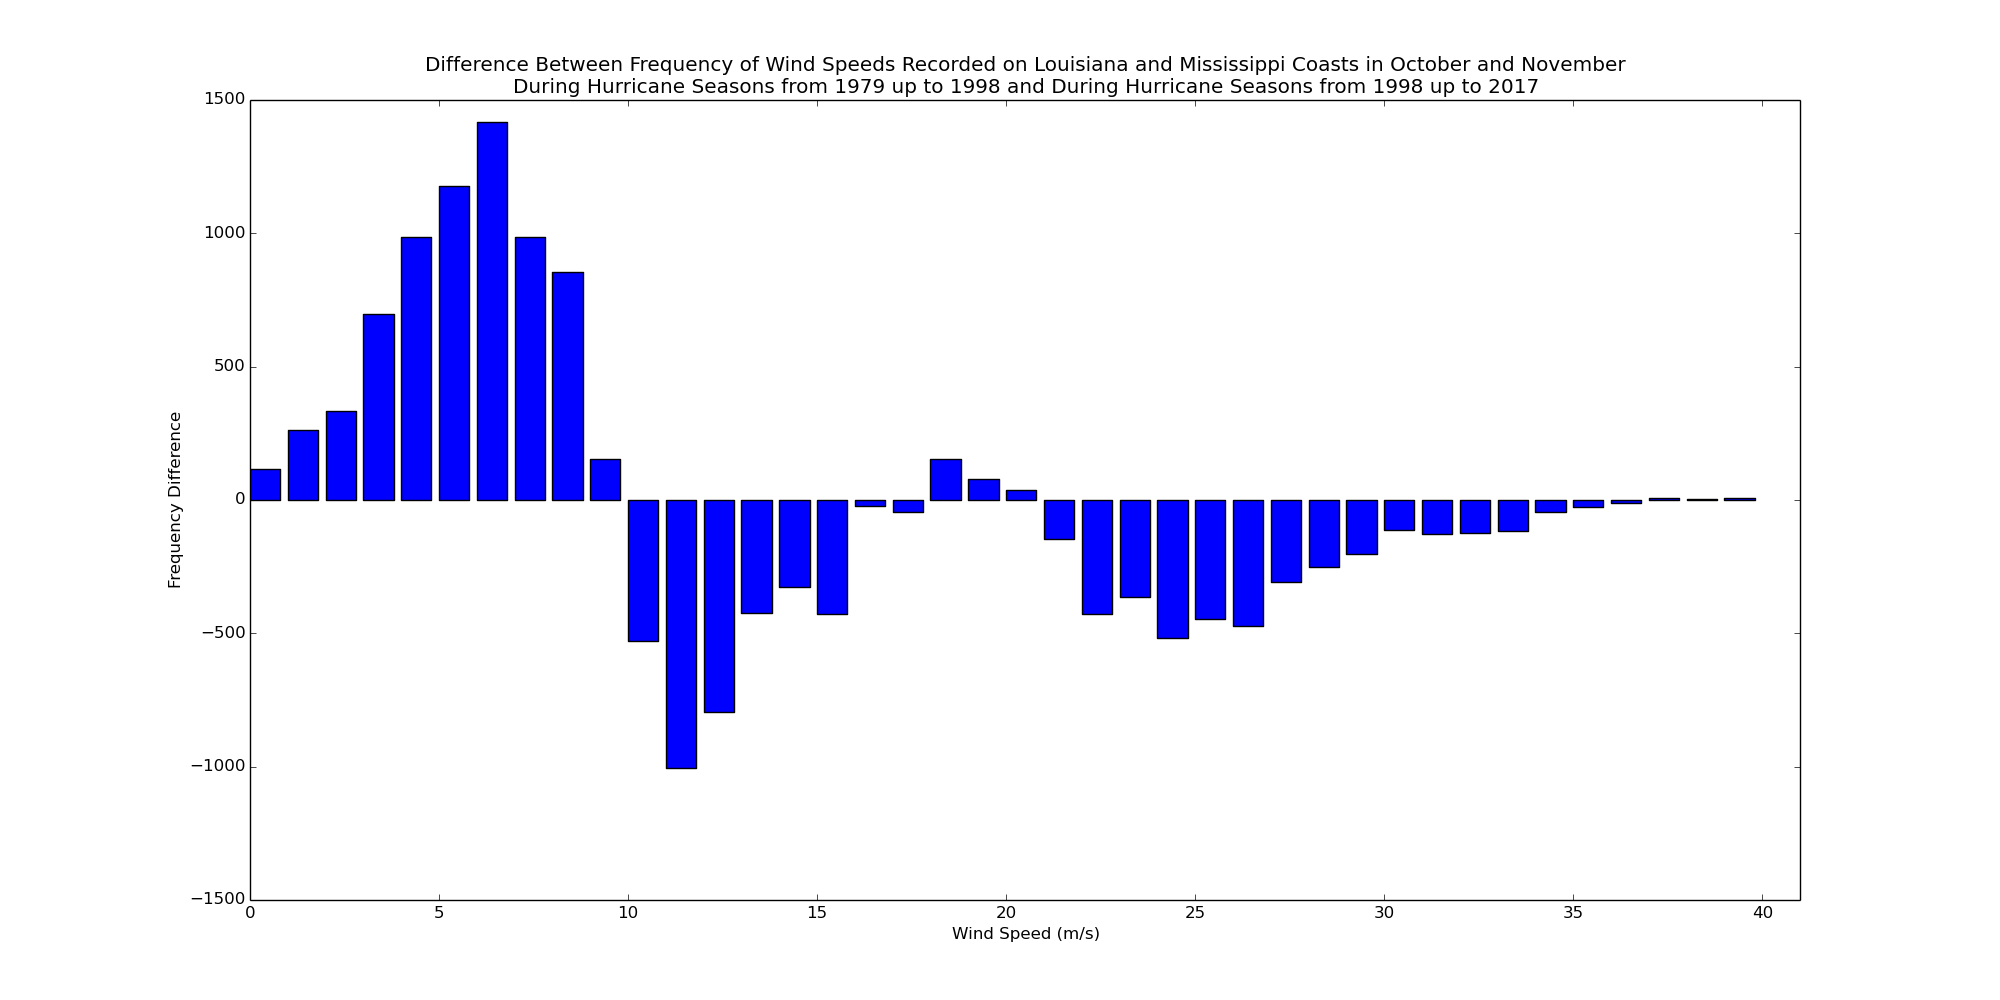 Difference Between Frequency of Wind Speeds Recorded on Louisiana and Mississippi Coasts in October and November
During Hurricane Seasons from 1979 up to 1998 and During Hurricane Seasons from 1998 up to 2017
1500
1000
500
0
−500
−1000
−1500
Frequency Difference
0 5 10 15 20 25 30 35 40
Wind Speed (m/s)